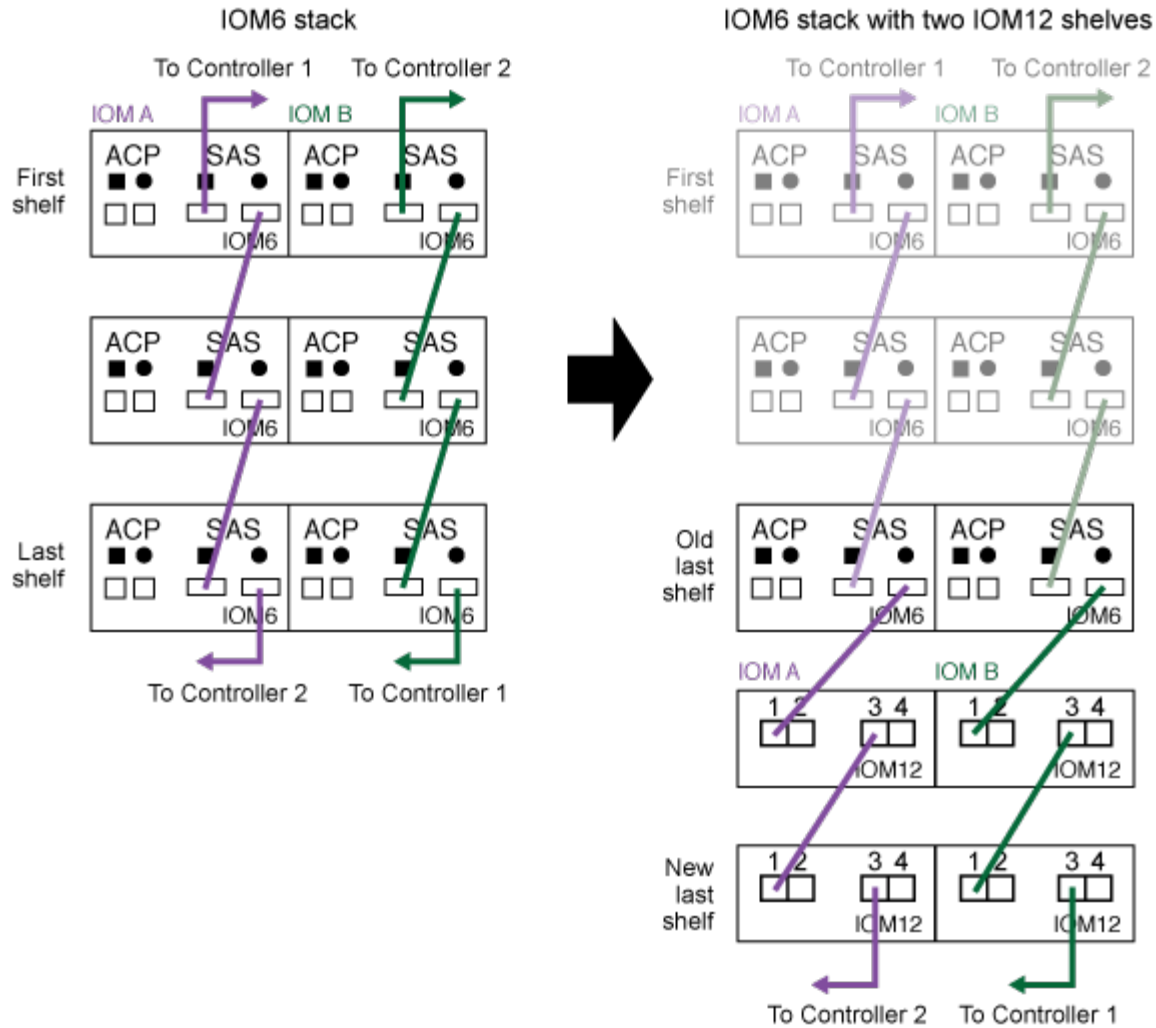 IOM6 stack
To Controller 1 To Controller 2
IOM A IOM B
First
shelf
ACP SAS ACP SAS
IOM6 IOM6
ACP SAS ACP SAS
IOM6 IOM6
Last
shelf
ACP SAS ACP SAS
IOM6 IOM6
To Controller 2 To Controller 1
IOM6 stack with two IOM12 shelves
To Controller 1 To Controller 2
IOM A IOM B
First
shelf
ACP SAS ACP SAS
IOM6 IOM6
ACP SAS ACP SAS
IOM6 IOM6
Old
last
shelf
ACP SAS ACP SAS
IOM6 IOM6
IOM A IOM B
1 2 3 4 1 2 3 4
IOM12 IOM12
New
last
shelf
1 2 3 4 1 2 3 4
IOM12 IOM12
To Controller 2 To Controller 1